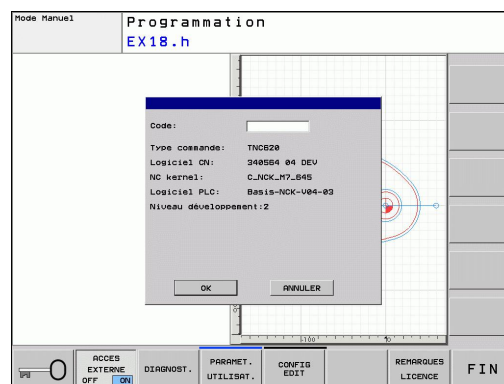 Mode Manuel
Programmation
EX18.h
Code:
Type commande: TNC620
Logiciel CN: 340564 04 DEV
NC kernel: C_NCK_M7_645
Logiciel PLC: Basis-NCK-V04-03
Niveau développement:2
OK
ANNULER
ACCES
EXTERNE
OFF ON
DIAGNOST.
PARAMET.
UTILISAT.
CONFIG
EDIT
REMARQUES
LICENCE
FIN